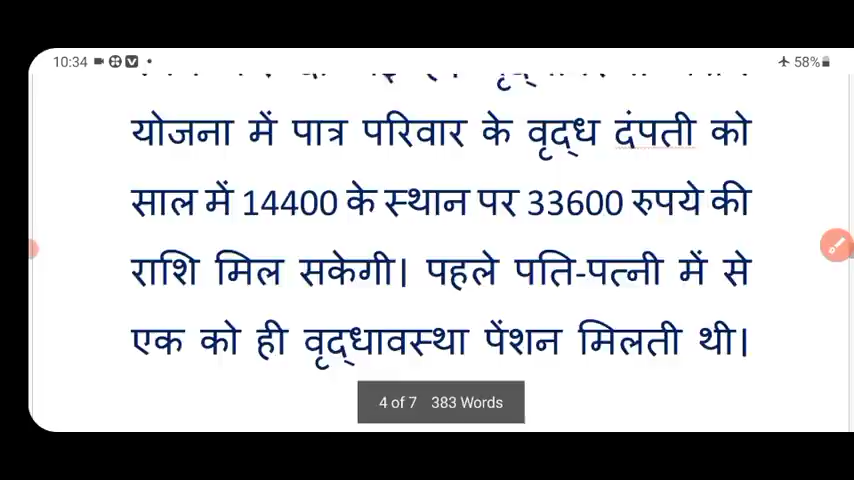 10:34
58%
योजना में पात्र परिवार के वृद्ध दंपती को
साल में 14400 के स्थान पर 33600 रुपये की
राशि मिल सकेगी। पहले पति-पत्नी में से
एक को ही वृद्धावस्था पेंशन मिलती थी।
4 of 7 383 Words